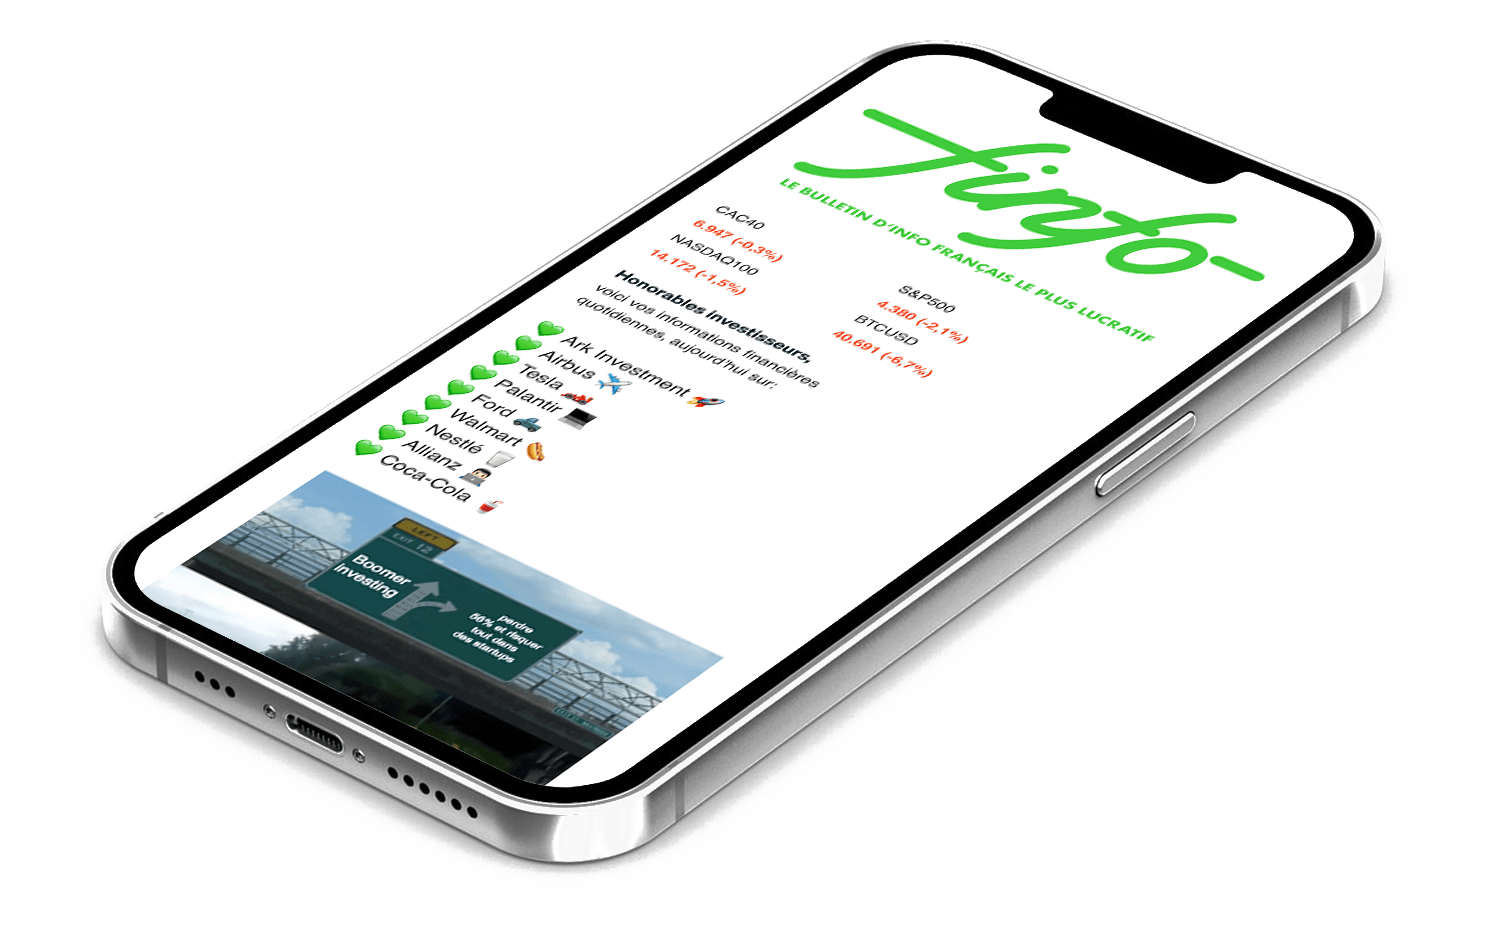 finfo
LE BULLETIN D'INFO FRANÇAIS LE PLUS LUCRATIF
CAC40
6.947 (-0,3%)
S&P500
4.380 (-2,1%)
NASDAQ100
14.172 (-1,5%)
BTCUSD
40.691 (-6,7%)
Honorables investisseurs,
voici vos informations financières
quotidiennes, aujourd'hui sur:
💚 Ark Investment 🚀
💚 Airbus ✈️
💚 Tesla 🏎️
💚 Palantir 💻
💚 Ford 🛻
💚 Walmart 🌭
💚 Nestlé 🥛
💚 Allianz 👨🏻‍💻
💚 Coca-Cola 🥤
LEFT
EXIT 12
Boomer
investing
perdre
56% et risquer
tout dans
des startups